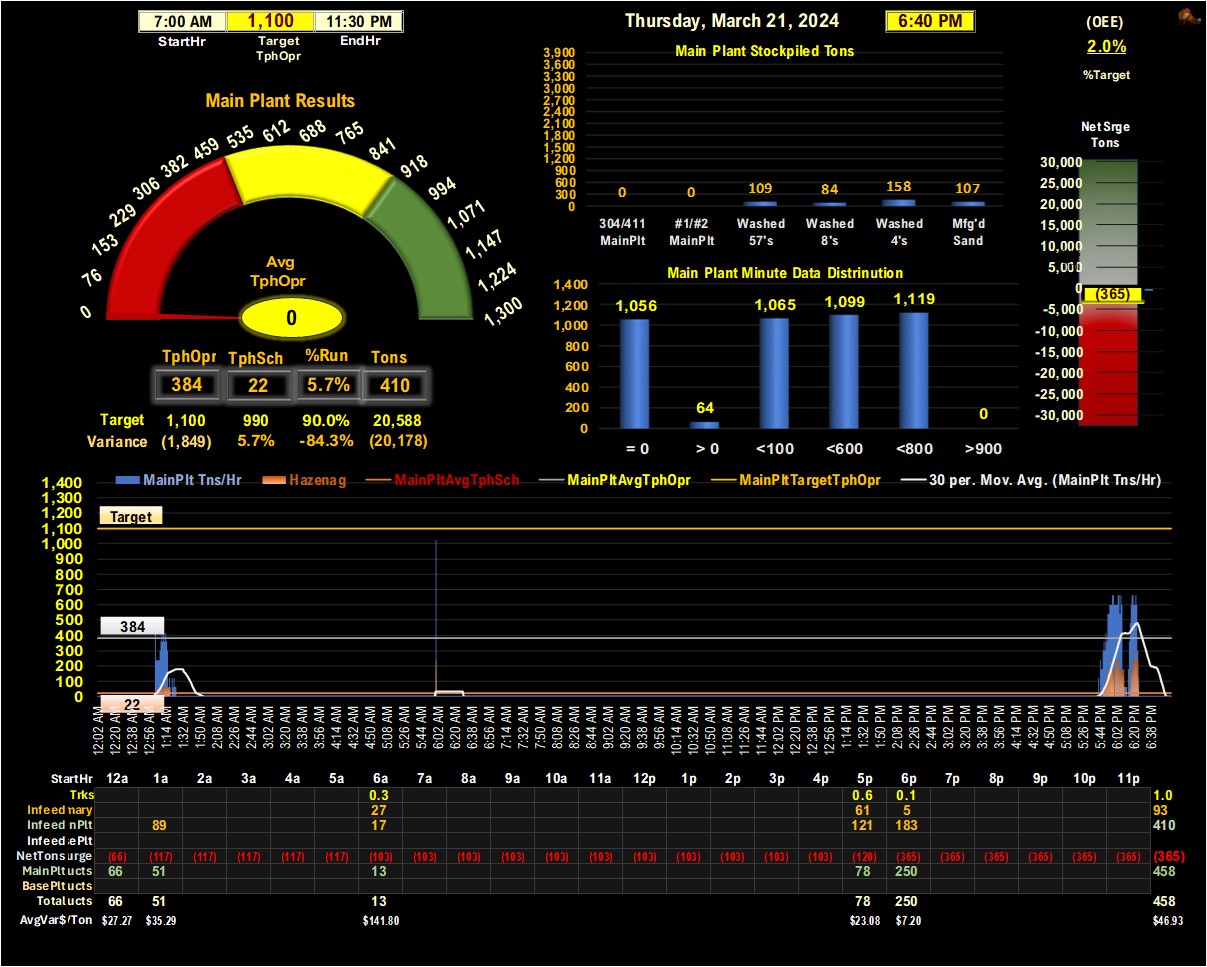 7:00 AM 1,100 11:30 PM
StartHr Target TphOpr EndHr
Thursday, March 21, 2024 6:40 PM
(OEE)
2.0%
%Target
Main Plant Results
0 76 153 229 306 382 459 535 612 688 765 841 918 994 1,071 1,147 1,224 1,300
Avg
TphOpr
0
TphOpr TphSch %Run Tons
384 22 5.7% 410
Target 1,100 990 90.0% 20,588
Variance (1,849) 5.7% -84.3% (20,178)
Main Plant Stockpiled Tons
3,900
3,600
3,300
3,000
2,700
2,400
2,100
1,800
1,500
1,200
900
600
300
0
0 0 109 84 158 107
304/411 #1/#2 Washed Washed Washed Mfg'd
MainPlt MainPlt 57's 8's 4's Sand
Main Plant Minute Data Distrinution
1,400
1,200
1,000
800
600
400
200
0
1,056 64 1,065 1,099 1,119 0
= 0 > 0 <100 <600 <800 >900
Net Srge
Tons
30,000
25,000
20,000
15,000
10,000
5,000
0
(365)
-5,000
-10,000
-15,000
-20,000
-25,000
-30,000
MainPlt Tns/Hr Hazenag MainPltAvgTphSch MainPltAvgTphOpr MainPltTargetTphOpr 30 per. Mov. Avg. (MainPlt Tns/Hr)
1,400
1,300
1,200
1,100
1,000
900
800
700
600
500
400
300
200
100
0
Target
384
22
12:02 AM 12:20 AM 12:38 AM 12:56 AM 1:14 AM 1:32 AM 1:50 AM 2:08 AM 2:26 AM 2:44 AM 3:02 AM 3:20 AM 3:38 AM 3:56 AM 4:14 AM 4:32 AM 4:50 AM 5:08 AM 5:26 AM 5:44 AM 6:02 AM 6:20 AM 6:38 AM 6:56 AM 7:14 AM 7:32 AM 7:50 AM 8:08 AM 8:26 AM 8:44 AM 9:02 AM 9:20 AM 9:38 AM 9:56 AM 10:14 AM 10:32 AM 10:50 AM 11:08 AM 11:26 AM 11:44 AM 12:02 PM 12:20 PM 12:38 PM 12:56 PM 1:14 PM 1:32 PM 1:50 PM 2:08 PM 2:26 PM 2:44 PM 3:02 PM 3:20 PM 3:38 PM 3:56 PM 4:14 PM 4:32 PM 4:50 PM 5:08 PM 5:26 PM 5:44 PM 6:02 PM 6:20 PM 6:38 PM
StartHr 12a 1a 2a 3a 4a 5a 6a 7a 8a 9a 10a 11a 12p 1p 2p 3p 4p 5p 6p 7p 8p 9p 10p 11p
Trks 0.3 0.6 0.1 1.0
Infeed nary 27 61 5 93
Infeed nPlt 89 17 121 183 410
Infeed ePlt
NetTons urge (66) (117) (117) (117) (117) (117) (103) (103) (103) (103) (103) (103) (103) (103) (103) (103) (103) (120) (365) (365) (365) (365) (365) (365) (365)
MainPlt ucts 66 51 13 78 250 458
BasePlt ucts
Total ucts 66 51 13 78 250 458
AvgVar$/Ton $27.27 $35.29 $141.80 $23.08 $7.20 $46.93